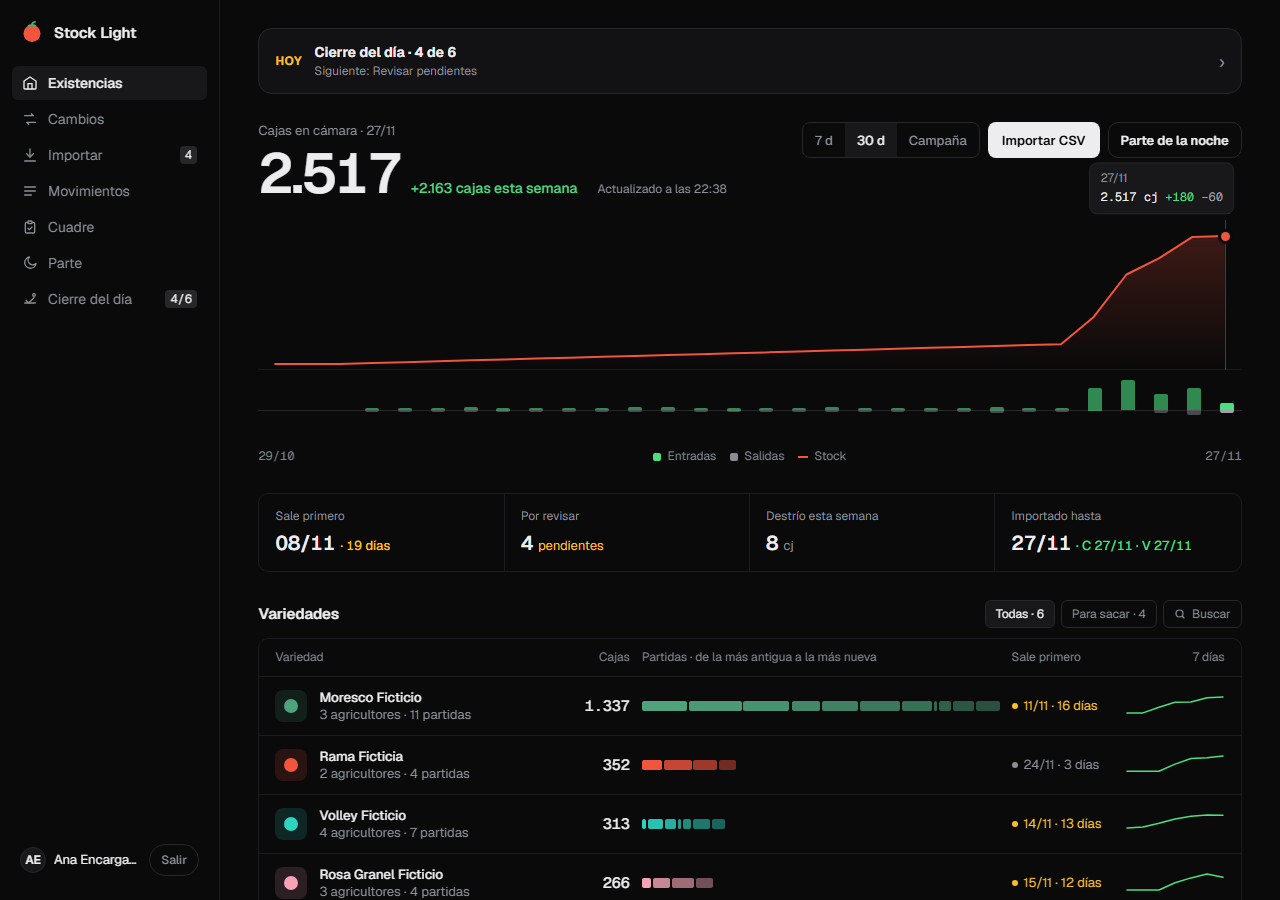 Stock Light
Existencias
Cambios
Importar 4
Movimientos
Cuadre
Parte
Cierre del día 4/6
AE Ana Encarga… Salir
HOY
Cierre del día · 4 de 6
Siguiente: Revisar pendientes
›
Cajas en cámara · 27/11
2.517 +2.163 cajas esta semana Actualizado a las 22:38
7 d 30 d Campaña Importar CSV Parte de la noche
27/11
2.517 cj +180 −60
29/10 Entradas Salidas Stock 27/11
Sale primero
08/11 · 19 días
Por revisar
4 pendientes
Destrío esta semana
8 cj
Importado hasta
27/11 · C 27/11 · V 27/11
Variedades Todas · 6 Para sacar · 4 Buscar
Variedad Cajas Partidas · de la más antigua a la más nueva Sale primero 7 días
Moresco Ficticio
3 agricultores · 11 partidas
1.337 11/11 · 16 días
Rama Ficticia
2 agricultores · 4 partidas
352 24/11 · 3 días
Volley Ficticio
4 agricultores · 7 partidas
313 14/11 · 13 días
Rosa Granel Ficticio
3 agricultores · 4 partidas
266 15/11 · 12 días